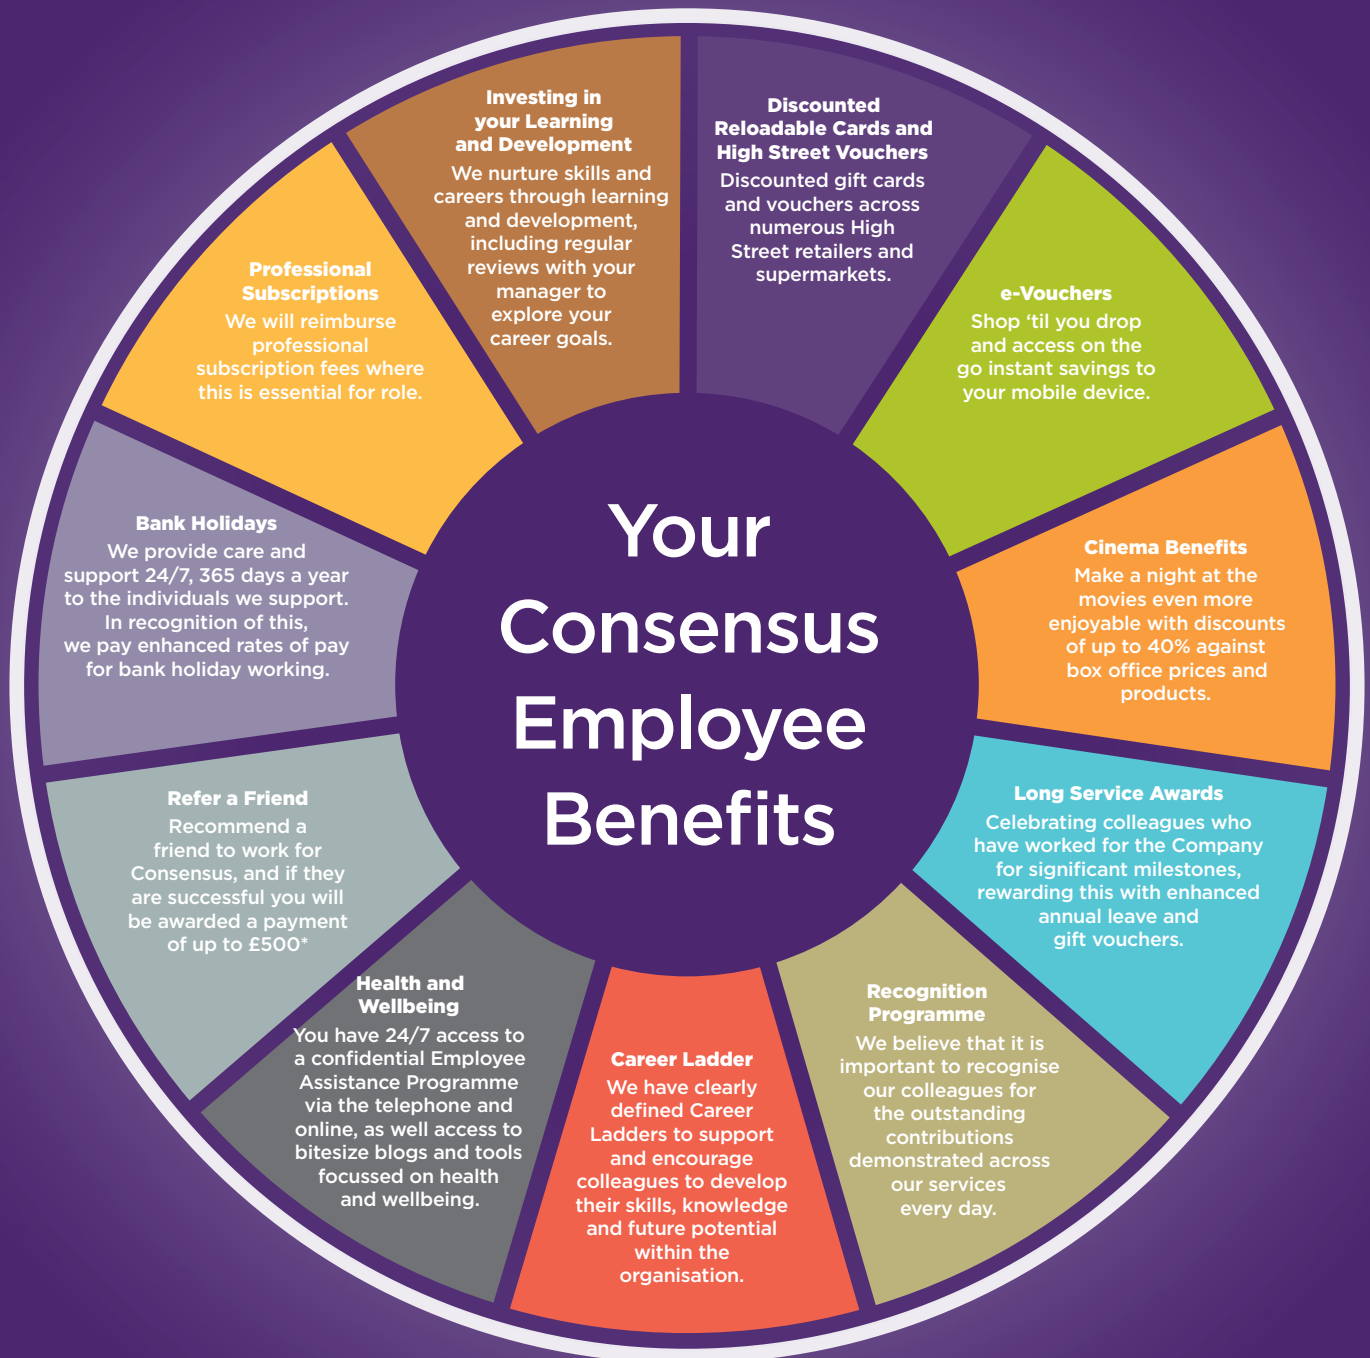 Your
Consensus
Employee
Benefits
Discounted
Reloadable Cards and
High Street Vouchers
Discounted gift cards
and vouchers across
numerous High
Street retailers and
supermarkets.
e-Vouchers
Shop ‘til you drop
and access on the
go instant savings to
your mobile device.
Cinema Benefits
Make a night at the
movies even more
enjoyable with discounts
of up to 40% against
box office prices and
products.
Long Service Awards
Celebrating colleagues who
have worked for the Company
for significant milestones,
rewarding this with enhanced
annual leave and
gift vouchers.
Recognition
Programme
We believe that it is
important to recognise
our colleagues for
the outstanding
contributions
demonstrated across
our services
every day.
Career Ladder
We have clearly
defined Career
Ladders to support
and encourage
colleagues to develop
their skills, knowledge
and future potential
within the
organisation.
Health and
Wellbeing
You have 24/7 access to
a confidential Employee
Assistance Programme
via the telephone and
online, as well access to
bitesize blogs and tools
focussed on health
and wellbeing.
Refer a Friend
Recommend a
friend to work for
Consensus, and if they
are successful you will
be awarded a payment
of up to £500*
Bank Holidays
We provide care and
support 24/7, 365 days a year
to the individuals we support.
In recognition of this,
we pay enhanced rates of pay
for bank holiday working.
Professional
Subscriptions
We will reimburse
professional
subscription fees where
this is essential for role.
Investing in
your Learning
and Development
We nurture skills and
careers through learning
and development,
including regular
reviews with your
manager to
explore your
career goals.